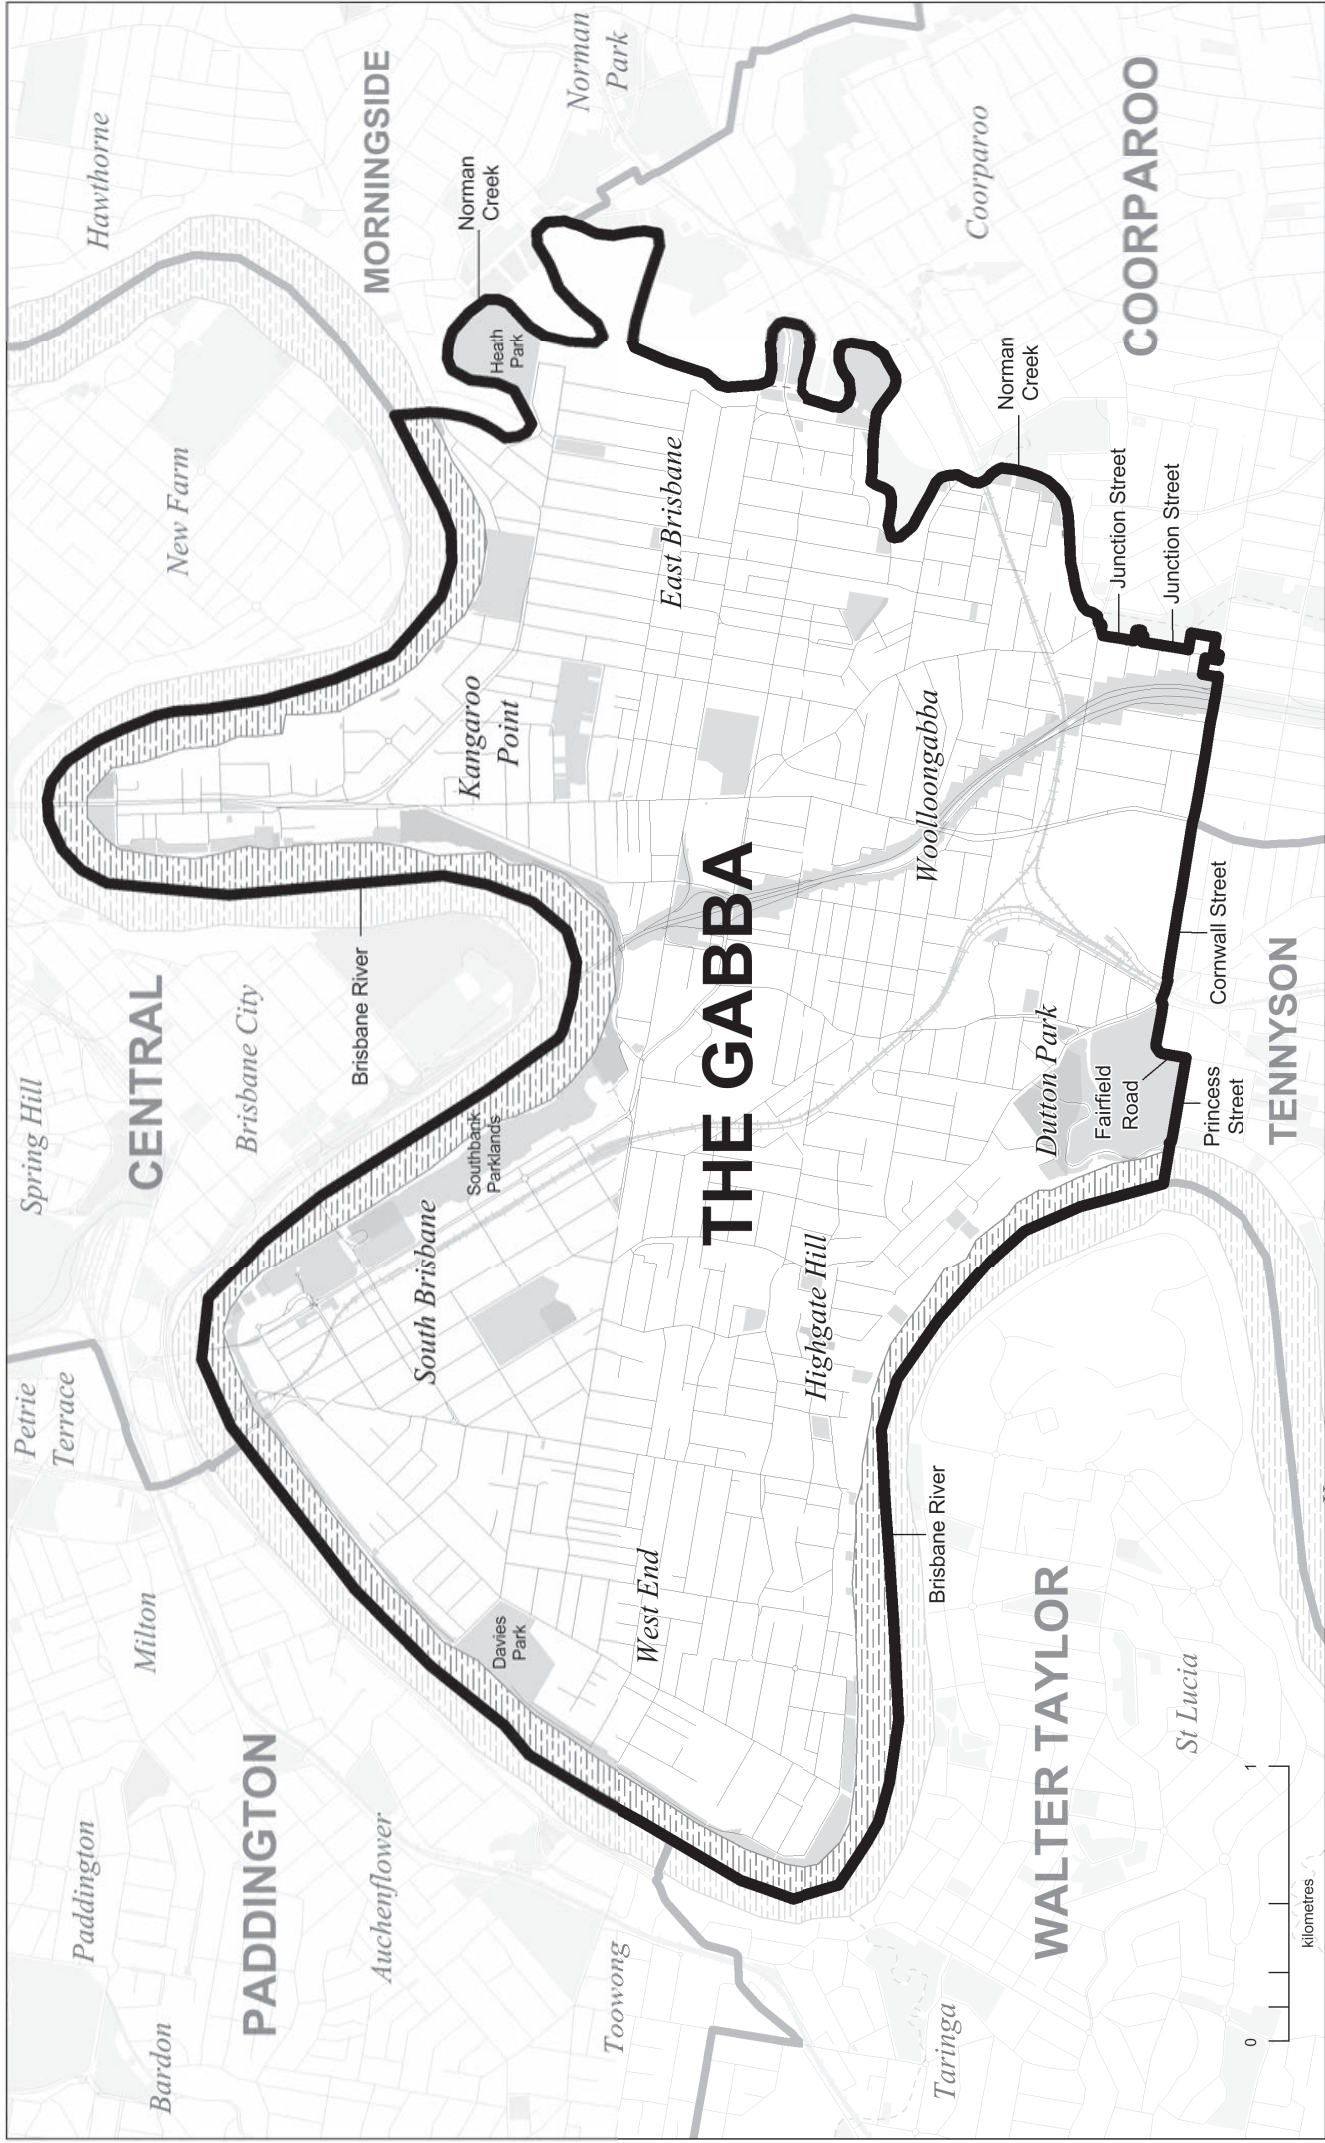 Bardon
Paddington
PADDINGTON
Auchenflower
Toowong
Taringa
Milton
Petrie
Terrace
Spring Hill
CENTRAL
Brisbane City
Brisbane River
New Farm
Hawthorne
MORNINGSIDE
Norman
Creek
Norman
Park
Heath
Park
Kangaroo
Point
East Brisbane
Southbank
Parklands
South Brisbane
Davies
Park
West End
THE GABBA
Highgate Hill
Woolloongabba
Coorparoo
COORPAROO
Norman
Creek
Junction Street
Junction Street
Dutton Park
Fairfield
Road
Cornwall Street
Princess
Street
TENNYSON
Brisbane River
WALTER TAYLOR
St Lucia
0
1
kilometres